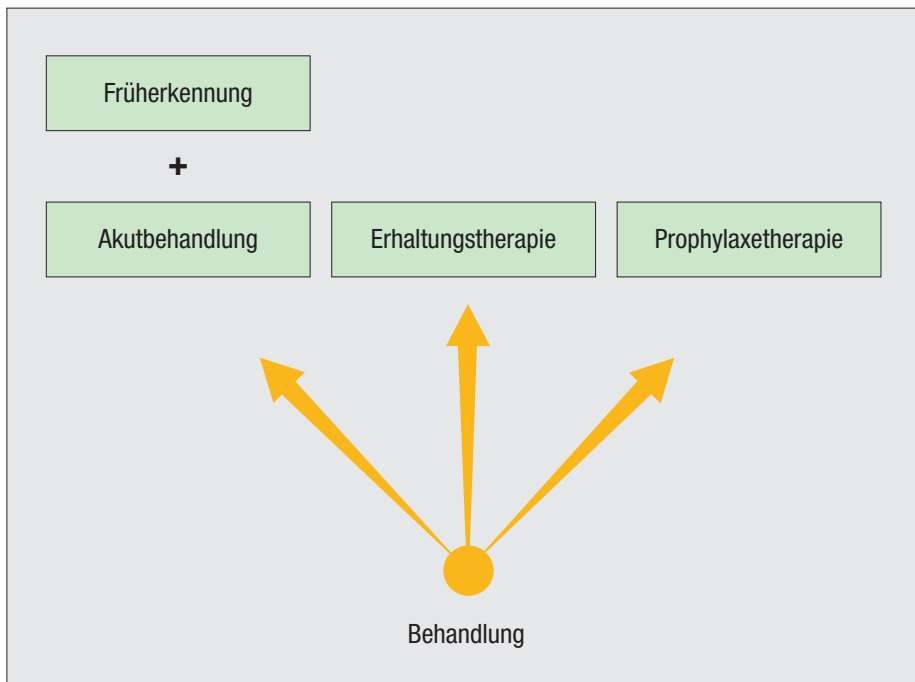 Früherkennung
+
Akutbehandlung
Erhaltungstherapie
Prophylaxetherapie
Behandlung